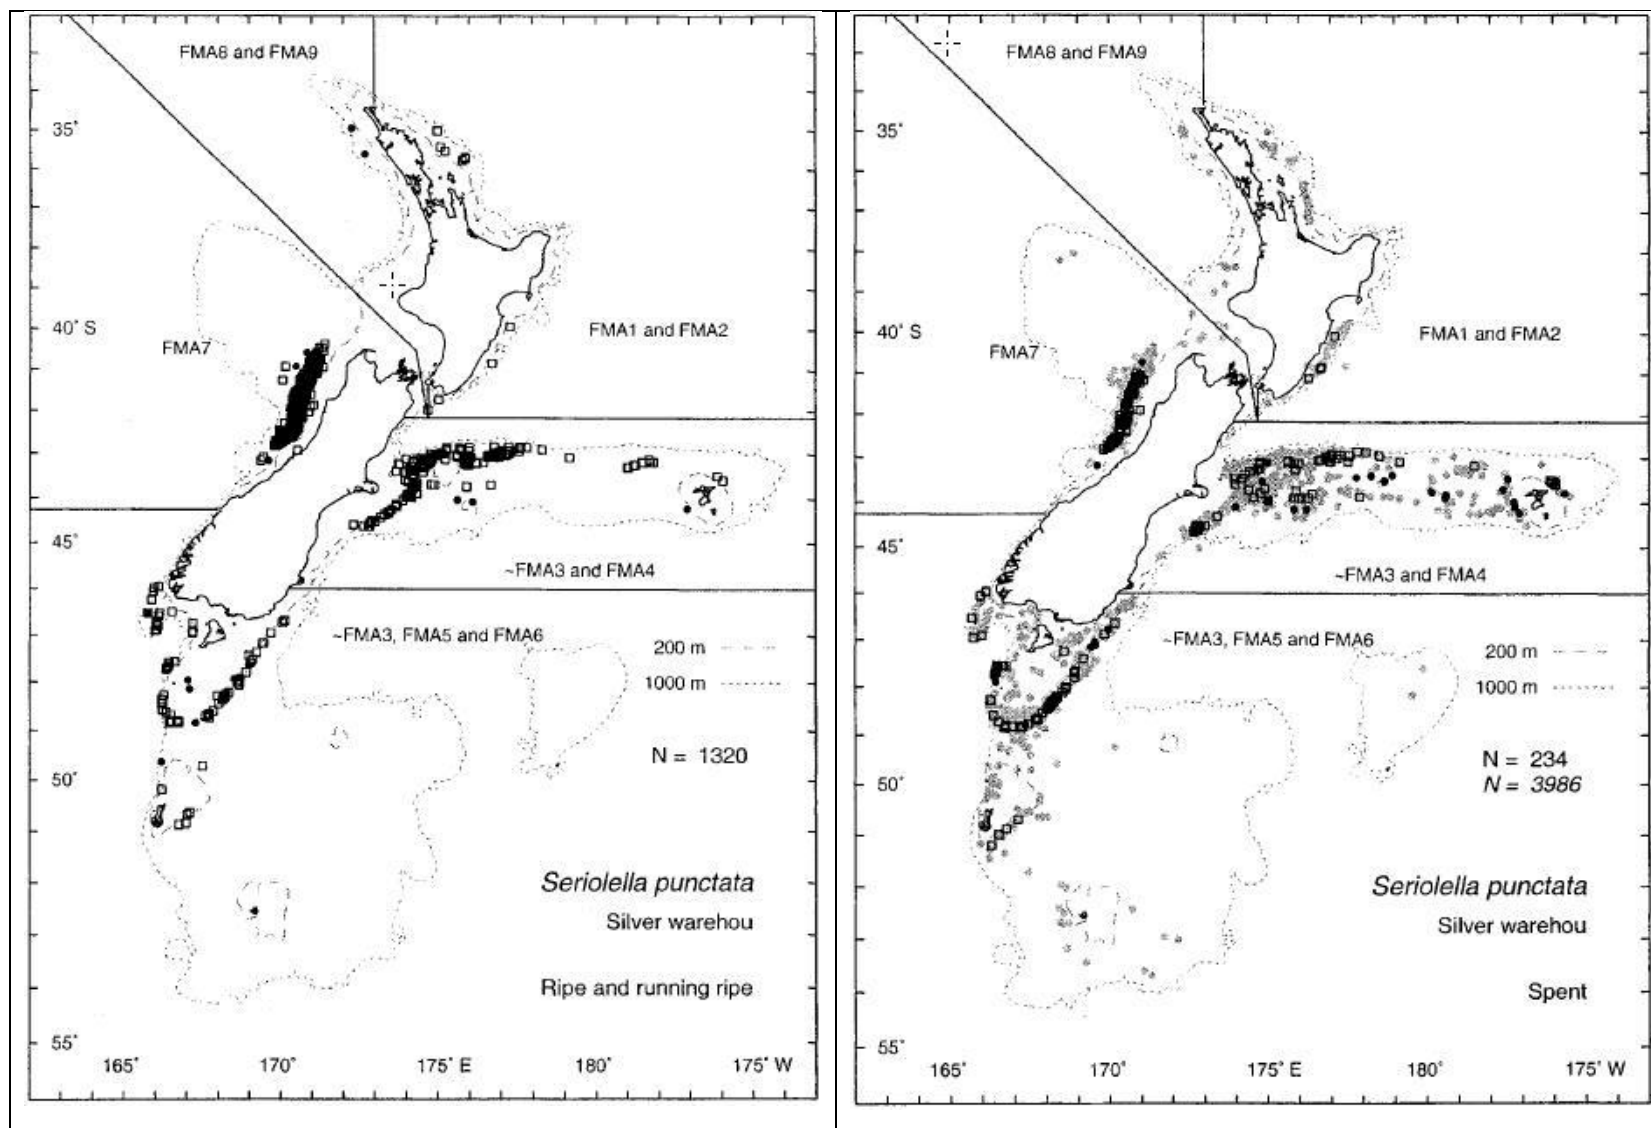 FMA8 and FMA9
35°
40° S
FMA1 and FMA2
FMA7
45°
~FMA3 and FMA4
~FMA3, FMA5 and FMA6
200 m
1000 m
N = 1320
50°
Seriolella punctata
Silver warehou
Ripe and running ripe
55°
165°
170°
175° E
180°
175° W
FMA8 and FMA9
35°
40° S
FMA1 and FMA2
FMA7
45°
~FMA3 and FMA4
~FMA3, FMA5 and FMA6
200 m
1000 m
N = 234
N = 3986
50°
Seriolella punctata
Silver warehou
Spent
55°
165°
170°
175° E
180°
175° W